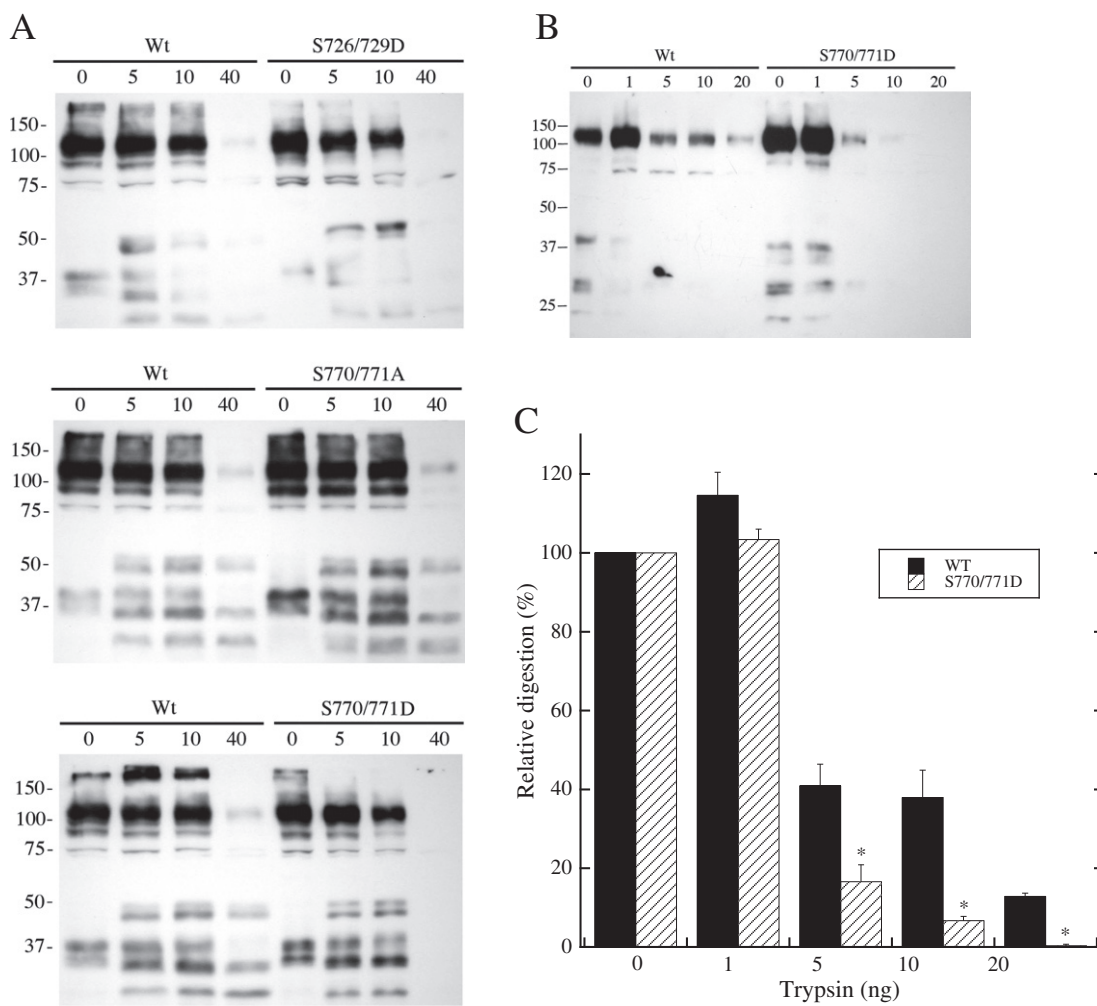 A
Wt S726/729D
0 5 10 40 0 5 10 40
150-
100-
75-
50-
37-
Wt S770/771A
0 5 10 40 0 5 10 40
150-
100-
75-
50-
37-
Wt S770/771D
0 5 10 40 0 5 10 40
150-
100-
75-
50-
37-
B
Wt S770/771D
0 1 5 10 20 0 1 5 10 20
150-
100-
75-
50-
37-
25-
C
120
100
80
60
40
20
0
Relative digestion (%)
WT
S770/771D
* * *
0 1 5 10 20
Trypsin (ng)